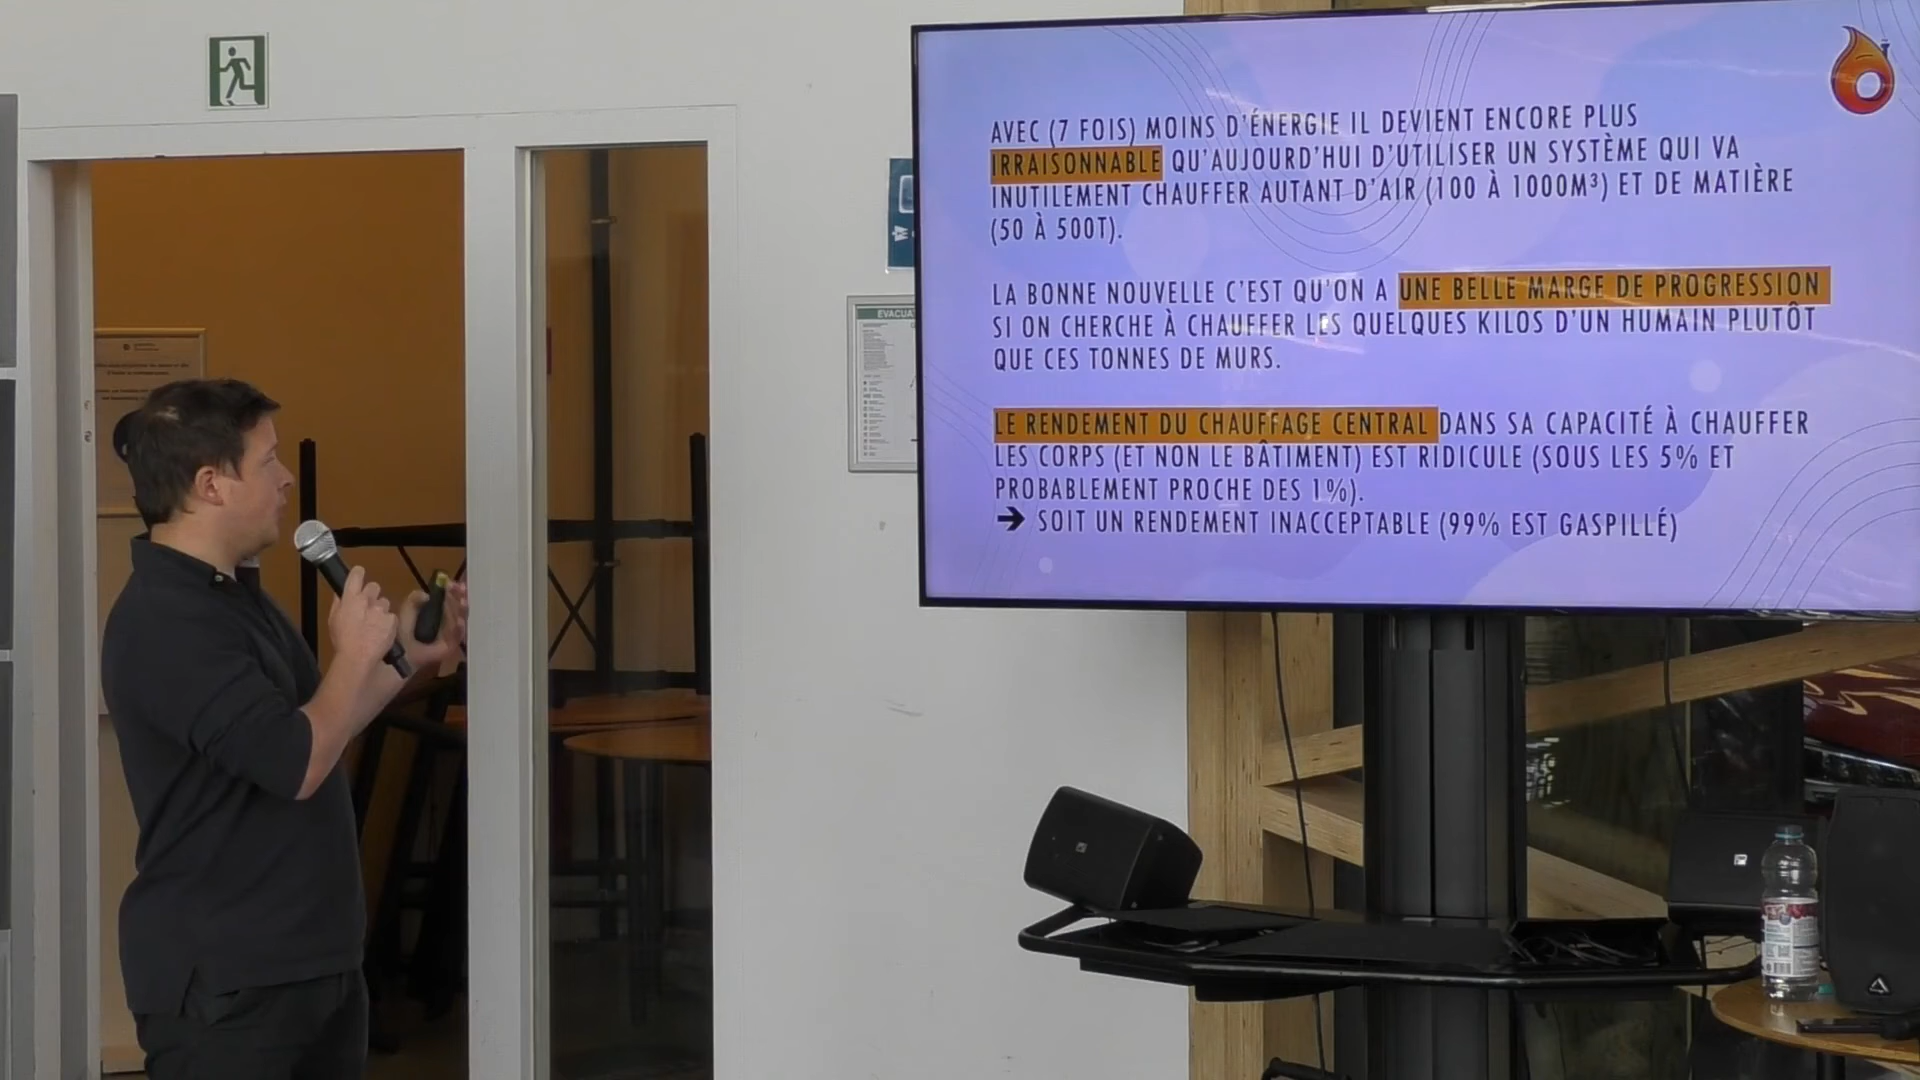 AVEC (7 FOIS) MOINS D'ÉNERGIE IL DEVIENT ENCORE PLUS
IRRAISONNABLE QU'AUJOURD'HUI D'UTILISER UN SYSTÈME QUI VA
INUTILEMENT CHAUFFER AUTANT D'AIR (100 À 1000M³) ET DE MATIÈRE
(50 À 500T).
LA BONNE NOUVELLE C'EST QU'ON A UNE BELLE MARGE DE PROGRESSION
SI ON CHERCHE À CHAUFFER LES QUELQUES KILOS D'UN HUMAIN PLUTÔT
QUE CES TONNES DE MURS.
LE RENDEMENT DU CHAUFFAGE CENTRAL DANS SA CAPACITÉ À CHAUFFER
LES CORPS (ET NON LE BÂTIMENT) EST RIDICULE (SOUS LES 5% ET
PROBABLEMENT PROCHE DES 1%).
➔ SOIT UN RENDEMENT INACCEPTABLE (99% EST GASPILLÉ)
EVACUA